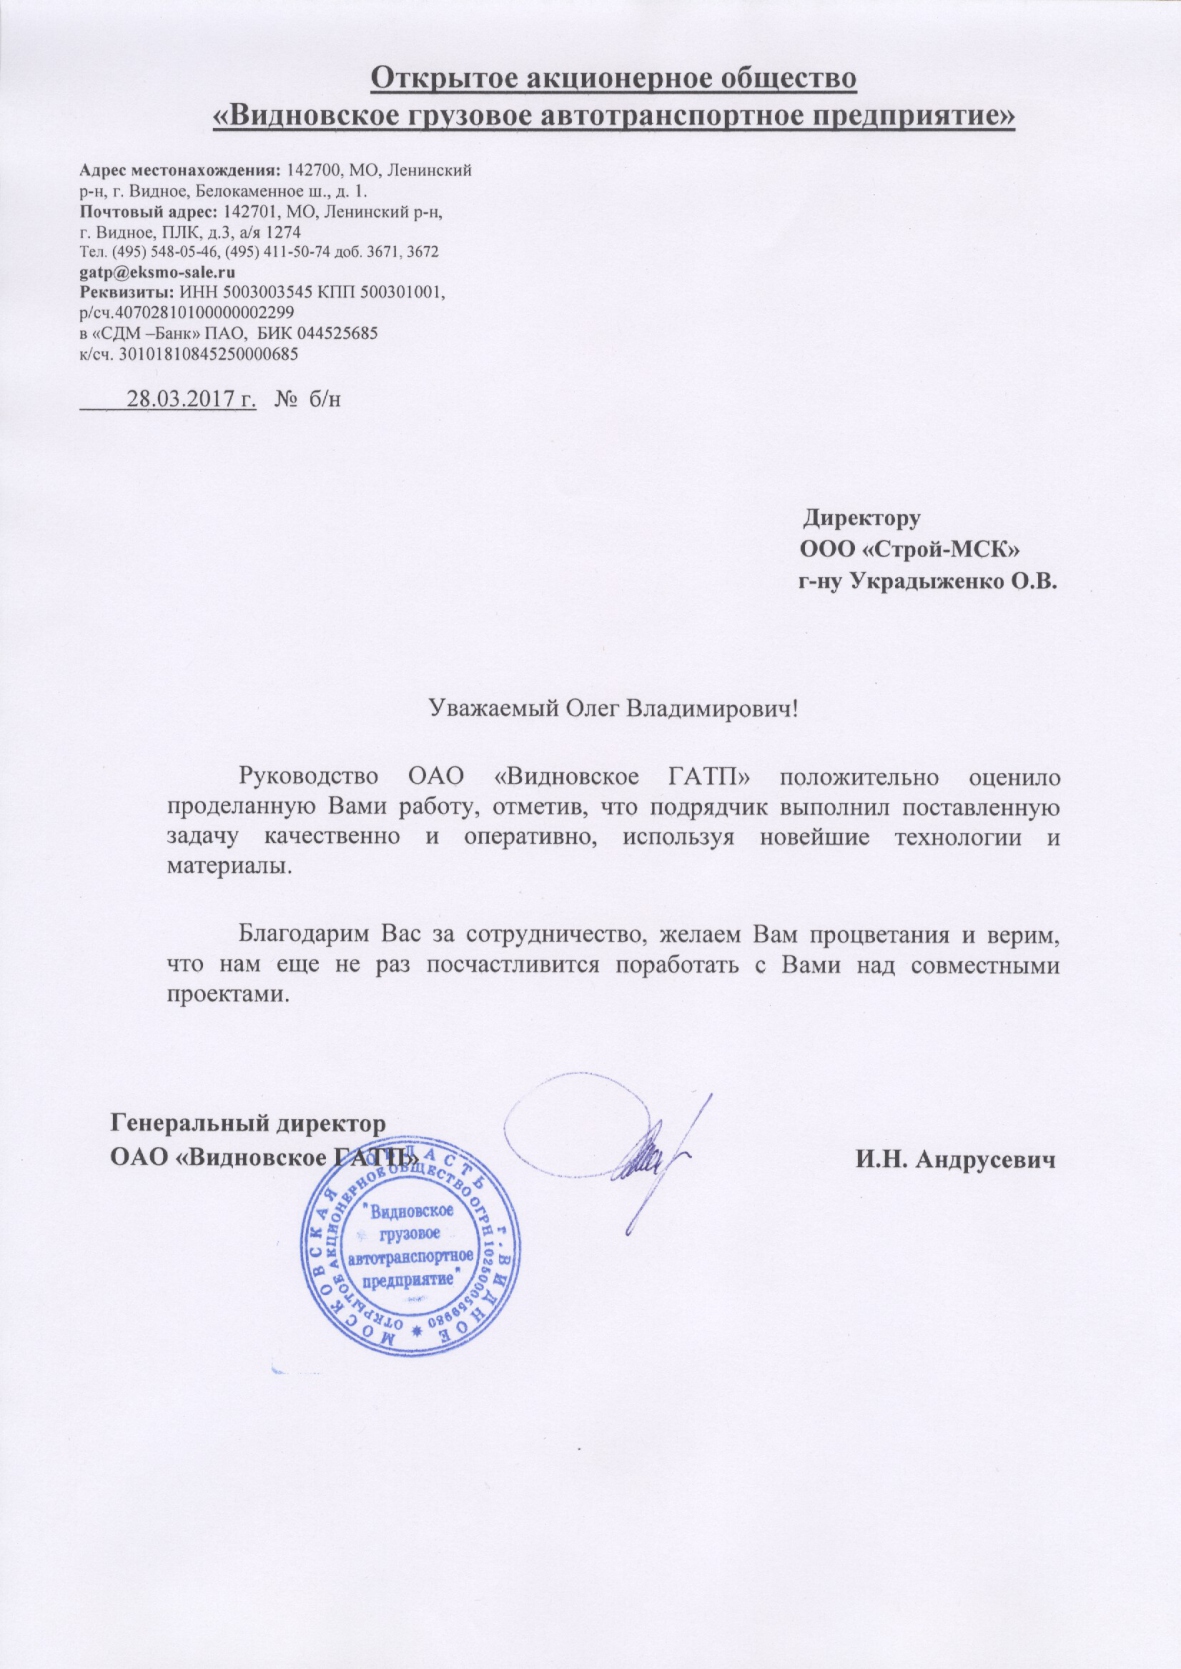 Открытое акционерное общество
«Видновское грузовое автотранспортное предприятие»
Адрес местонахождения: 142700, МО, Ленинский
р-н, г. Видное, Белокаменное ш., д. 1.
Почтовый адрес: 142701, МО, Ленинский р-н,
г. Видное, ПЛК, д.3, а/я 1274
Тел. (495) 548-05-46, (495) 411-50-74 доб. 3671, 3672
gatp@eksmo-sale.ru
Реквизиты: ИНН 5003003545 КПП 500301001,
р/сч.40702810100000002299
в «СДМ –Банк» ПАО, БИК 044525685
к/сч. 30101810845250000685
28.03.2017 г. № б/н
Директору
ООО «Строй-МСК»
г-ну Украдыженко О.В.
Уважаемый Олег Владимирович!
Руководство ОАО «Видновское ГАТП» положительно оценило
проделанную Вами работу, отметив, что подрядчик выполнил поставленную
задачу качественно и оперативно, используя новейшие технологии и
материалы.
Благодарим Вас за сотрудничество, желаем Вам процветания и верим,
что нам еще не раз посчастливится поработать с Вами над совместными
проектами.
Генеральный директор
ОАО «Видновское ГАТП»
И.Н. Андрусевич
МОСКОВСКАЯ ОБЛАСТЬ г.ВИДНОЕ
ОТКРЫТОЕ АКЦИОНЕРНОЕ ОБЩЕСТВО ОГРН
"Видновское
грузовое
автотранспортное
предприятие"